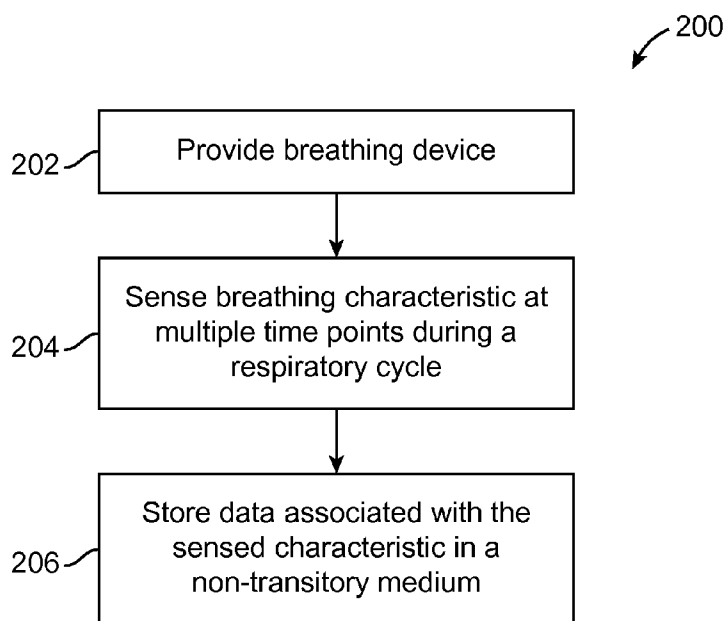 200
202
Provide breathing device
204
Sense breathing characteristic at
multiple time points during a
respiratory cycle
206
Store data associated with the
sensed characteristic in a
non-transitory medium